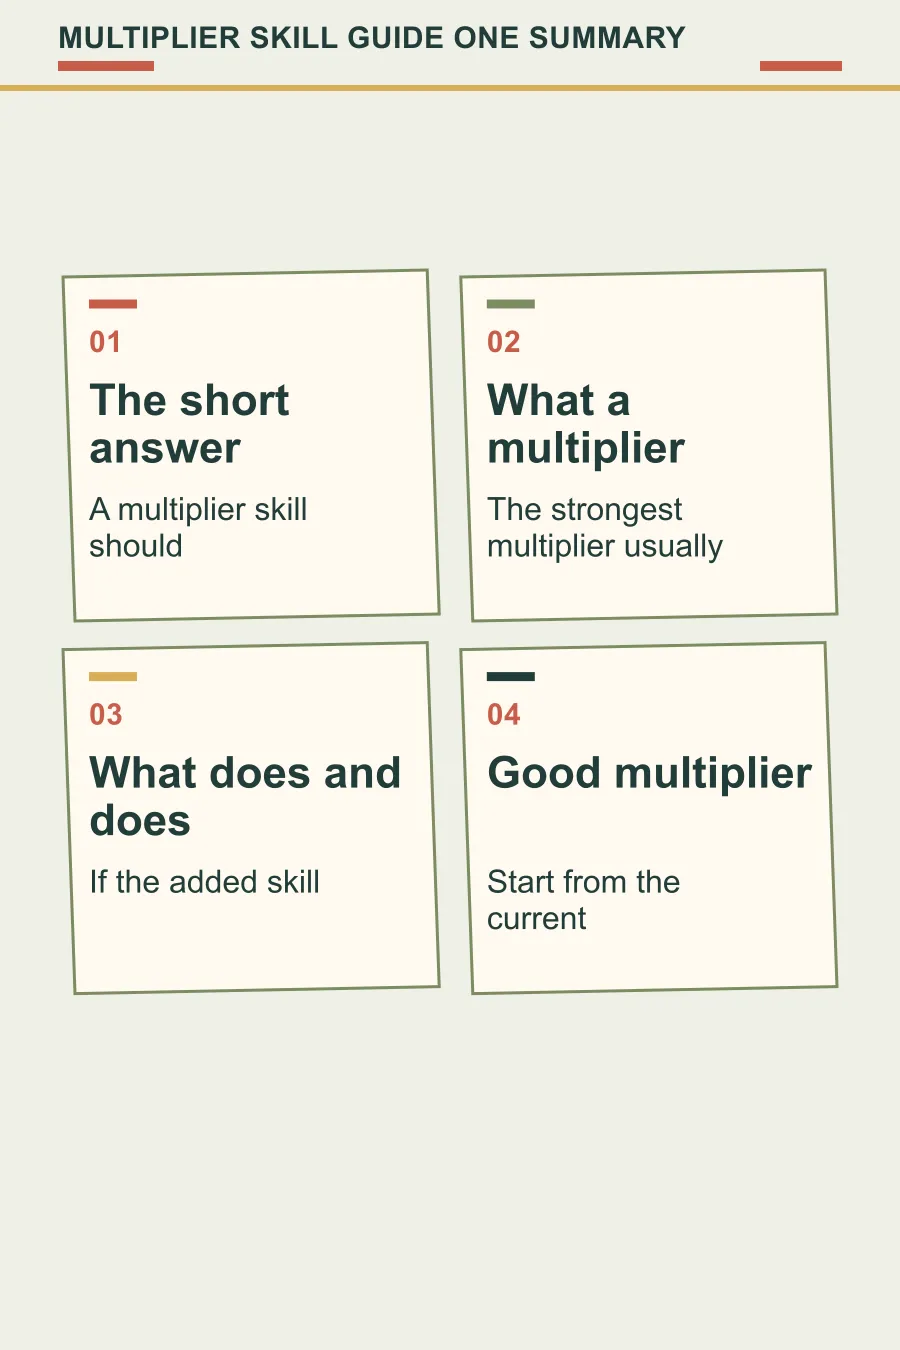 MULTIPLIER SKILL GUIDE ONE SUMMARY
01
The short
answer
A multiplier skill
should
02
What a
multiplier
The strongest
multiplier usually
03
What does and
does
If the added skill
04
Good multiplier
Start from the
current